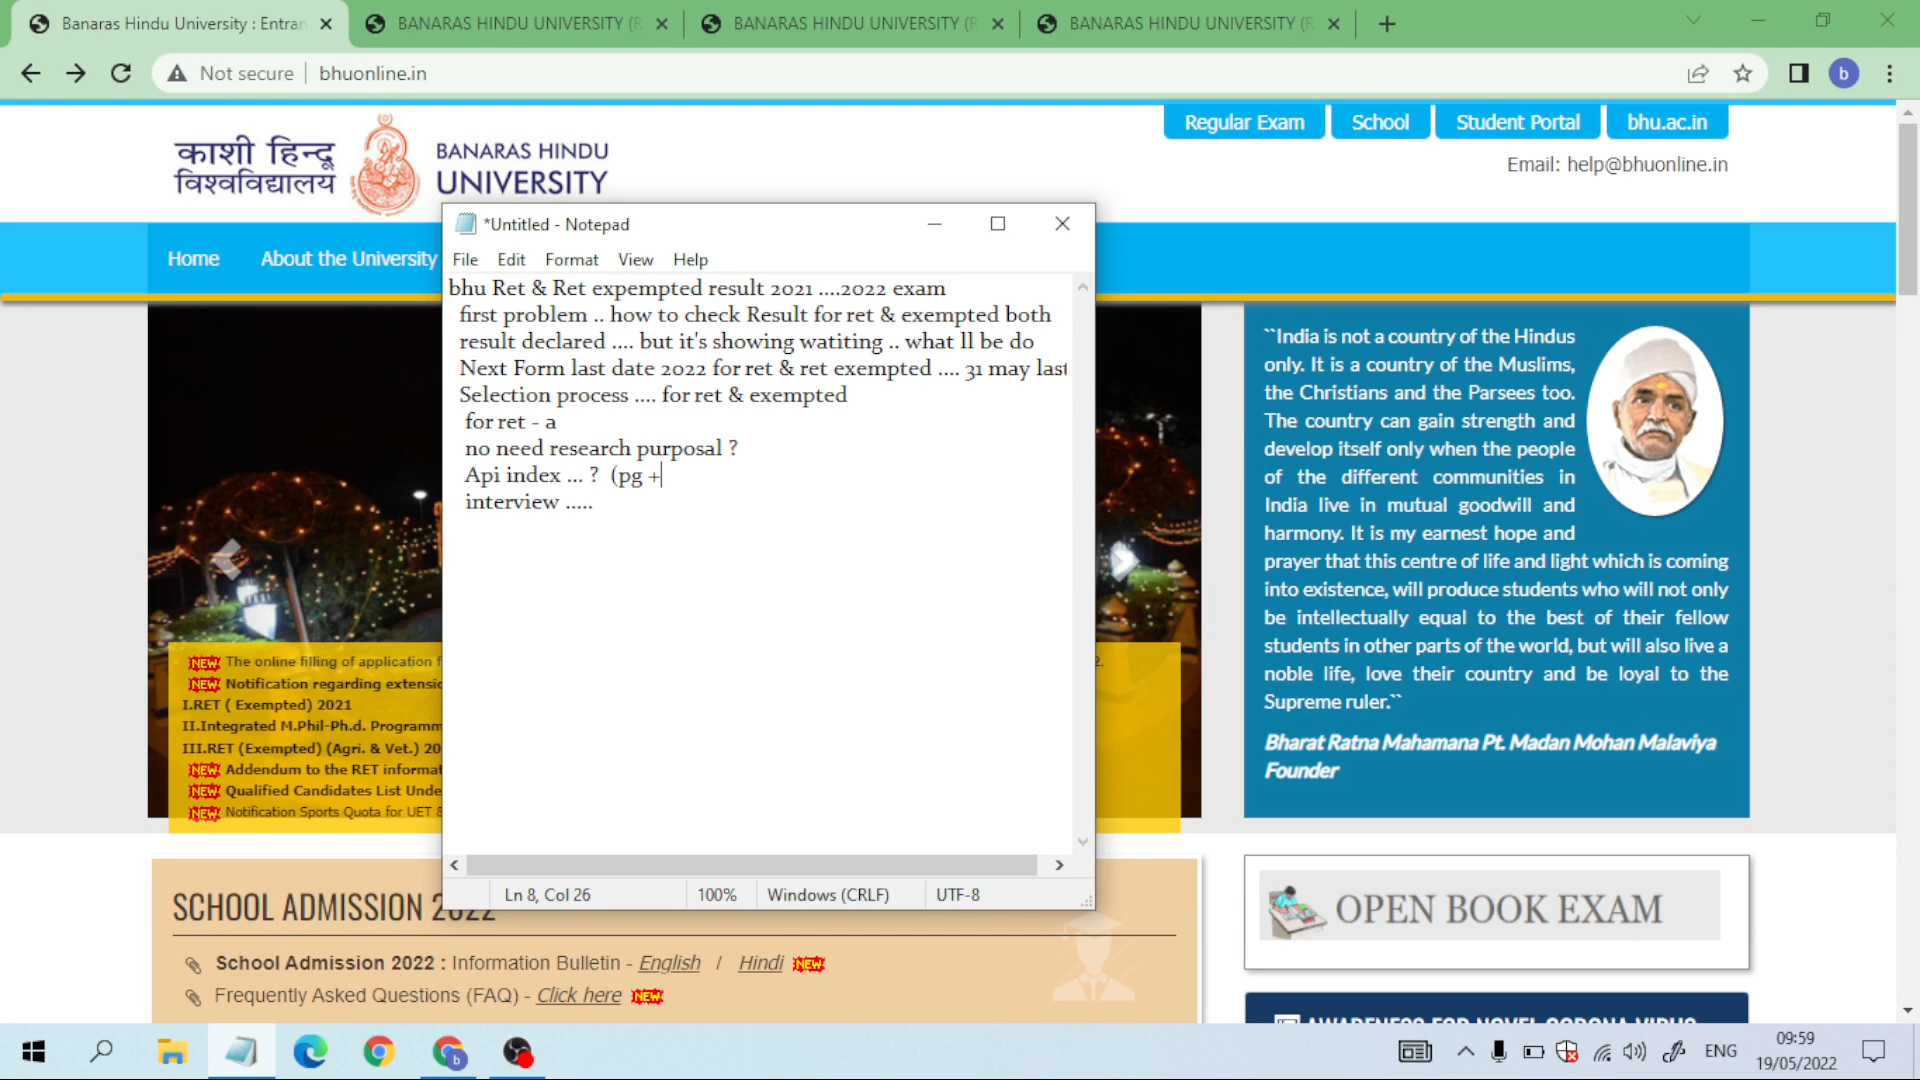 Banaras Hindu University : Entran
BANARAS HINDU UNIVERSITY (R
BANARAS HINDU UNIVERSITY (R
BANARAS HINDU UNIVERSITY (R
Not secure
bhuonline.in
b
Regular Exam
School
Student Portal
bhu.ac.in
Email: help@bhuonline.in
काशी हिन्दू
विश्वविद्यालय
BANARAS HINDU
UNIVERSITY
Home
About the University
*Untitled - Notepad
File Edit Format View Help
bhu Ret & Ret expempted result 2021 ....2022 exam
first problem .. how to check Result for ret & exempted both
result declared .... but it's showing watiting .. what ll be do
Next Form last date 2022 for ret & ret exempted .... 31 may last
Selection process .... for ret & exempted
for ret - a
no need research purposal ?
Api index ... ? (pg +
interview .....
Ln 8, Col 26
100%
Windows (CRLF)
UTF-8
``India is not a country of the Hindus
only. It is a country of the Muslims,
the Christians and the Parsees too.
The country can gain strength and
develop itself only when the people
of the different communities in
India live in mutual goodwill and
harmony. It is my earnest hope and
prayer that this centre of life and light which is coming
into existence, will produce students who will not only
be intellectually equal to the best of their fellow
students in other parts of the world, but will also live a
noble life, love their country and be loyal to the
Supreme ruler.``
Bharat Ratna Mahamana Pt. Madan Mohan Malaviya
Founder
NEW The online filling of application f
2.
NEW Notification regarding extensio
I.RET ( Exempted) 2021
II.Integrated M.Phil-Ph.d. Programm
III.RET (Exempted) (Agri. & Vet.) 20
NEW Addendum to the RET informat
NEW Qualified Candidates List Unde
NEW Notification Sports Quota for UET &
SCHOOL ADMISSION 2022
School Admission 2022 : Information Bulletin - English / Hindi NEW
Frequently Asked Questions (FAQ) - Click here NEW
OPEN BOOK EXAM
AWARENESS FOR NOVEL CORONA VIRUS
b
ENG
09:59
19/05/2022